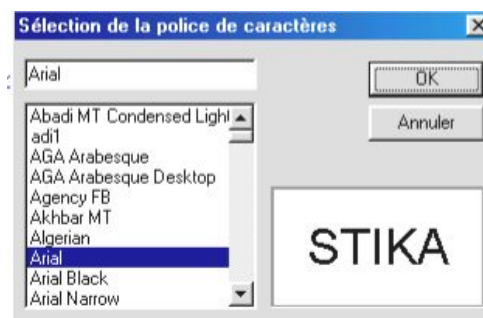 Sélection de la police de caractères
Arial
OK
Annuler
Abadi MT Condensed Light
adi1
AGA Arabesque
AGA Arabesque Desktop
Agency FB
Akhbar MT
Algerian
Arial
Arial Black
Arial Narrow
STIKA